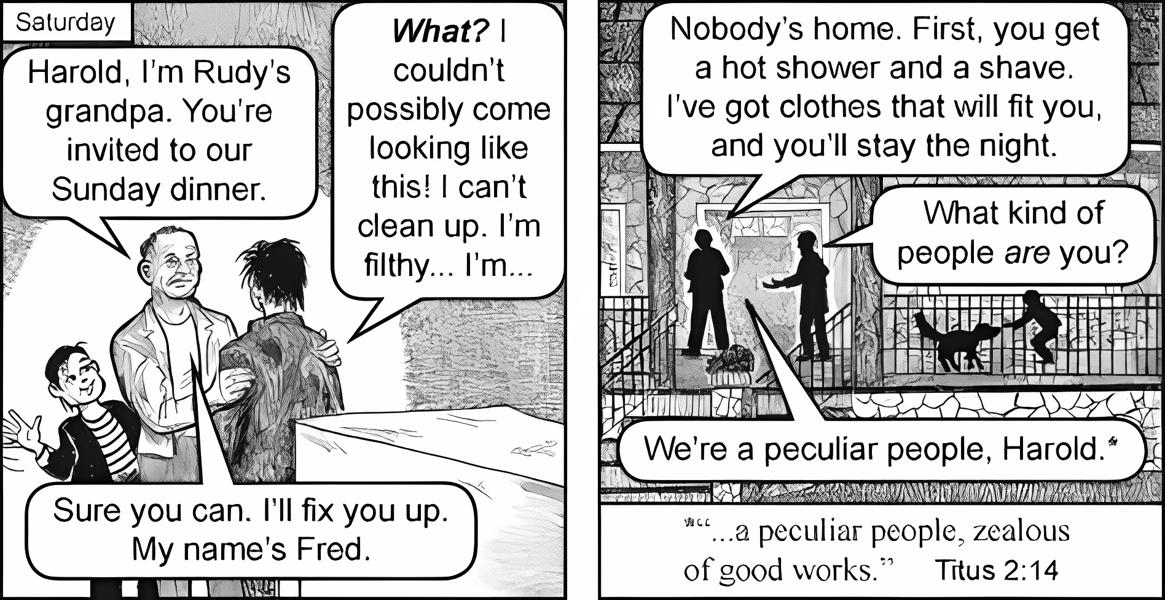 Saturday
Harold, I'm Rudy's
grandpa. You're
invited to our
Sunday dinner.
What? I
couldn't
possibly come
looking like
this! I can't
clean up. I'm
filthy... I'm...
Sure you can. I'll fix you up.
My name's Fred.
Nobody's home. First, you get
a hot shower and a shave.
I've got clothes that will fit you,
and you'll stay the night.
What kind of
people are you?
We're a peculiar people, Harold.*
*“...a peculiar people, zealous
of good works.” Titus 2:14